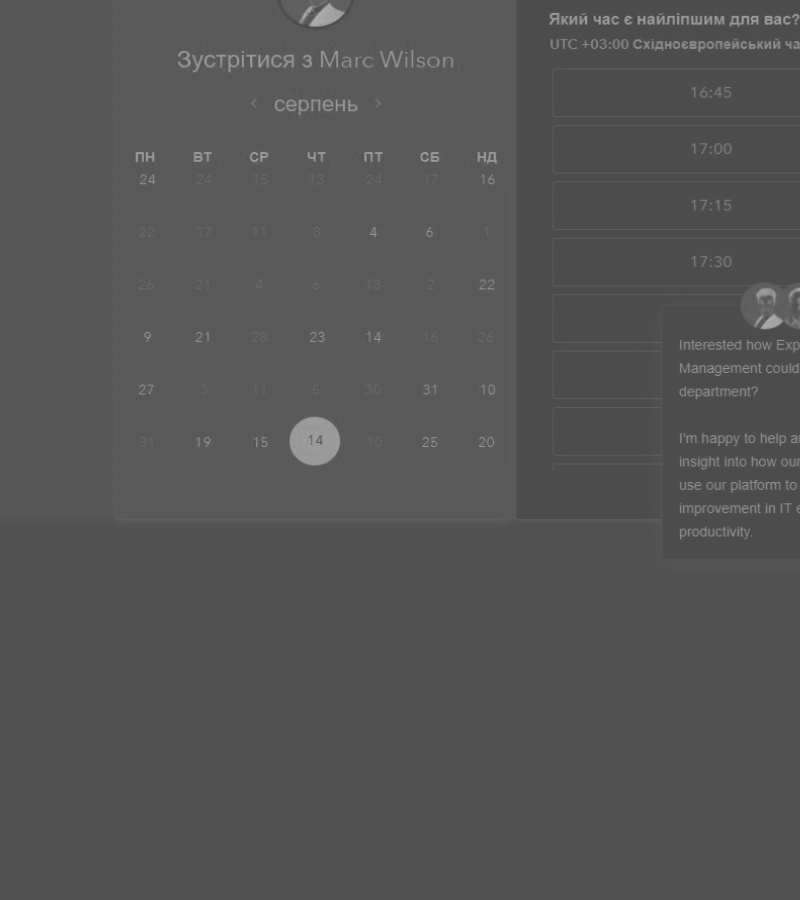 Зустрітися з Marc Wilson
‹ серпень ›
ПН ВТ СР ЧТ ПТ СБ НД
24 24 15 13 24 17 16
22 17 11 8 4 6 1
26 21 4 6 13 2 22
9 21 28 23 14 16 26
27 3 11 5 30 31 10
31 19 15 14 10 25 20
Який час є найліпшим для вас?
UTC +03:00 Східноєвропейський ча
16:45
17:00
17:15
17:30
Interested how Exp
Management could
department?
I'm happy to help an
insight into how our
use our platform to
improvement in IT e
productivity.